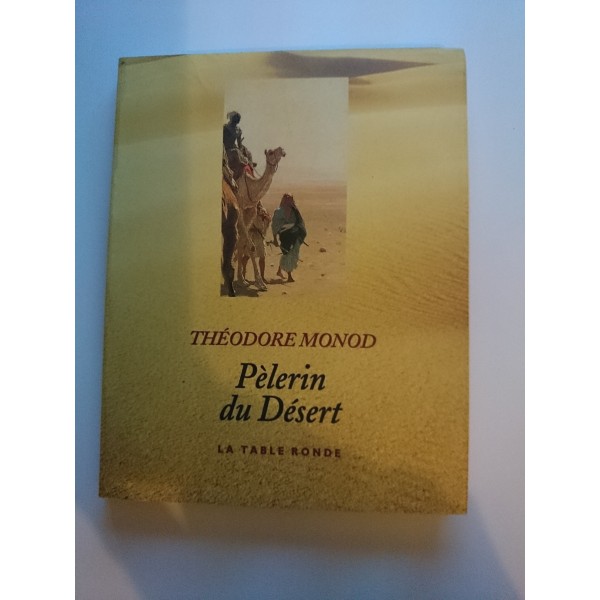 THÉODORE MONOD
Pèlerin
du Désert
LA TABLE RONDE